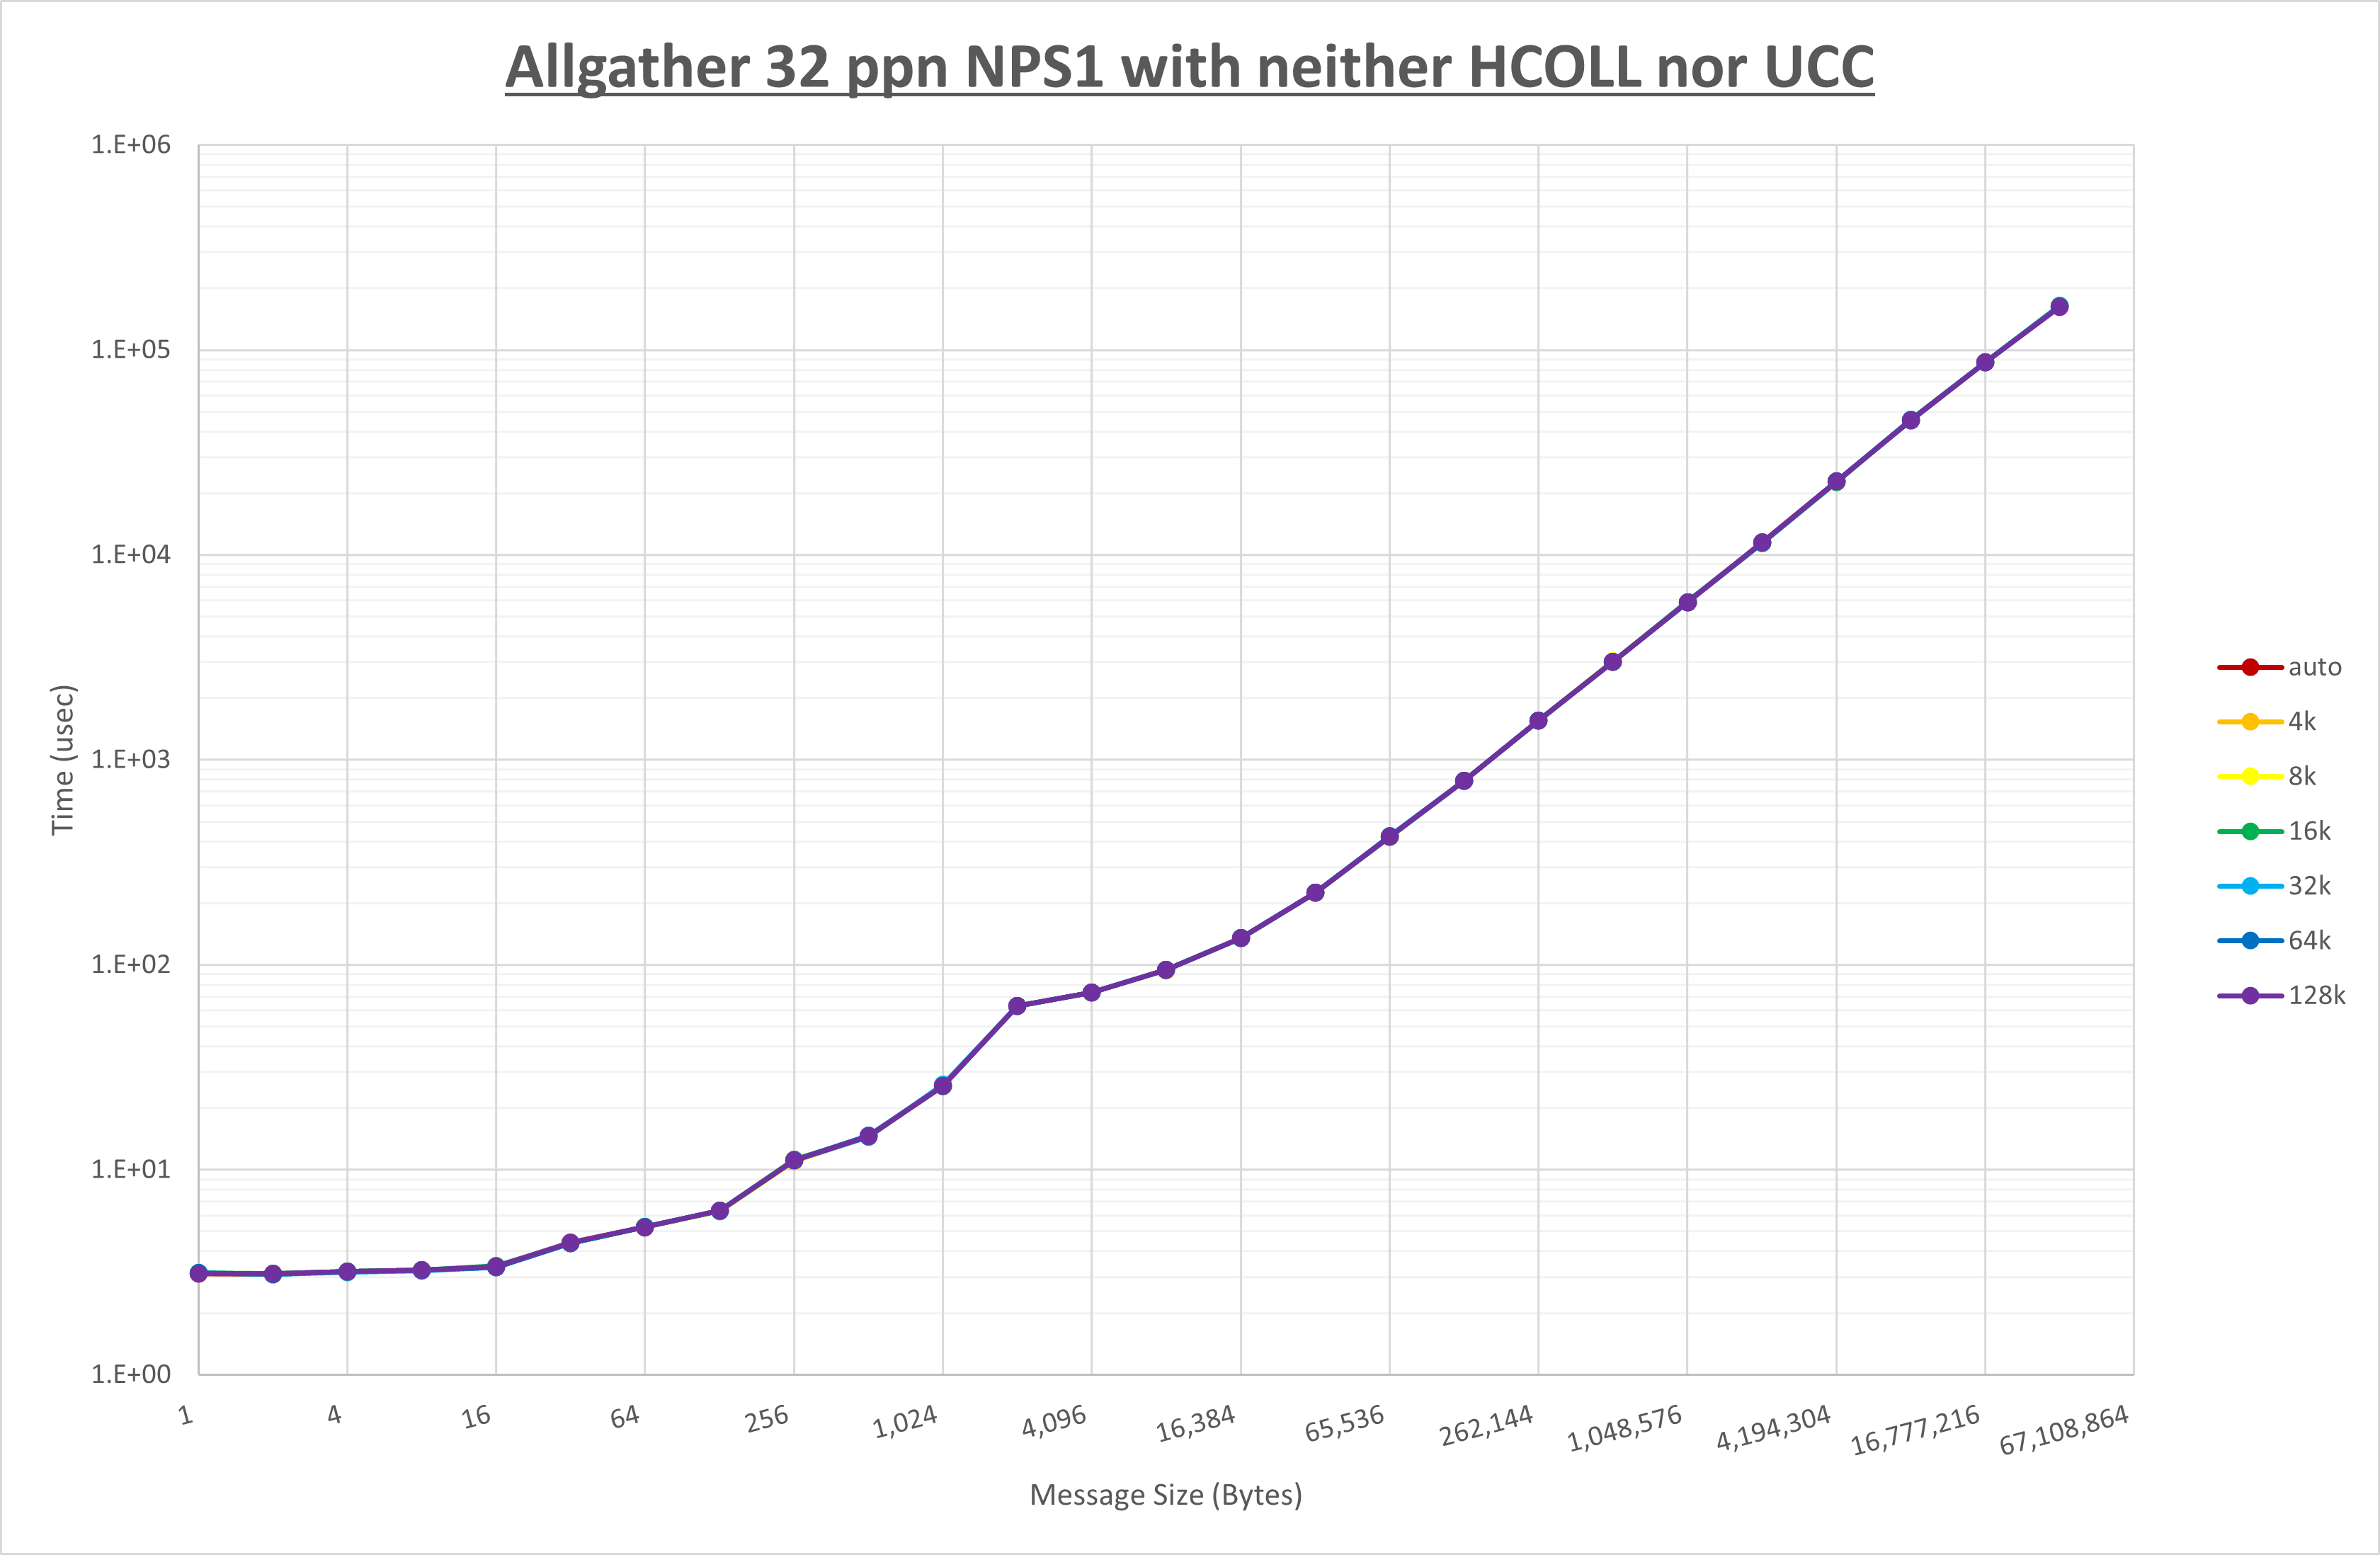 Allgather 32 ppn NPS1 with neither HCOLL nor UCC
1.E+06
1.E+05
1.E+04
1.E+03
1.E+02
1.E+01
1.E+00
Time (usec)
1
4
16
64
256
1,024
4,096
16,384
65,536
262,144
1,048,576
4,194,304
16,777,216
67,108,864
Message Size (Bytes)
auto
4k
8k
16k
32k
64k
128k